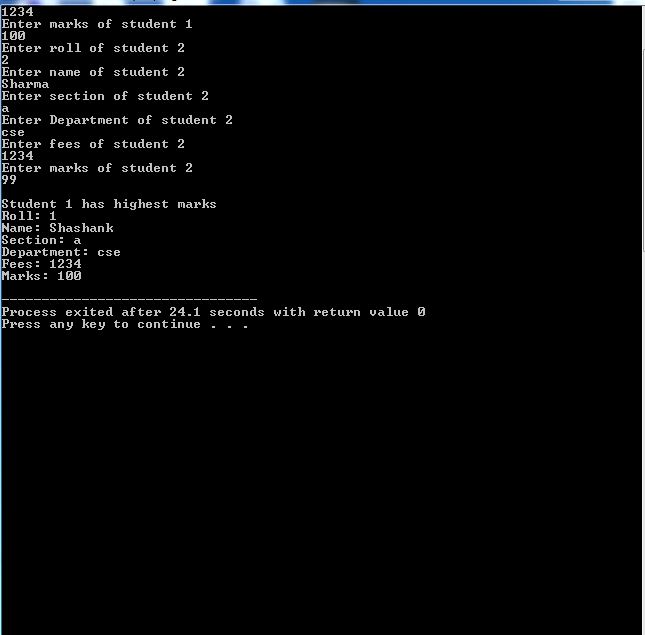 1234
Enter marks of student 1
100
Enter roll of student 2
2
Enter name of student 2
Sharma
Enter section of student 2
a
Enter Department of student 2
cse
Enter fees of student 2
1234
Enter marks of student 2
99
Student 1 has highest marks
Roll: 1
Name: Shashank
Section: a
Department: cse
Fees: 1234
Marks: 100
--------------------------------
Process exited after 24.1 seconds with return value 0
Press any key to continue . . .